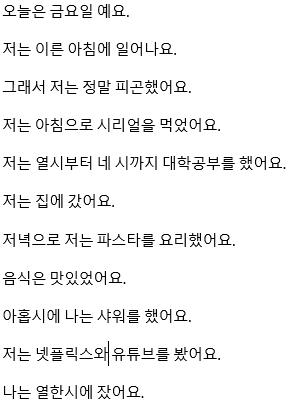 오늘은 금요일 예요.
저는 이른 아침에 일어나요.
그래서 저는 정말 피곤했어요.
저는 아침으로 시리얼을 먹었어요.
저는 열시부터 네 시까지 대학공부를 했어요.
저는 집에 갔어요.
저녁으로 저는 파스타를 요리했어요.
음식은 맛있었어요.
아홉시에 나는 샤워를 했어요.
저는 넷플릭스와 유튜브를 봤어요.
나는 열한시에 잤어요.